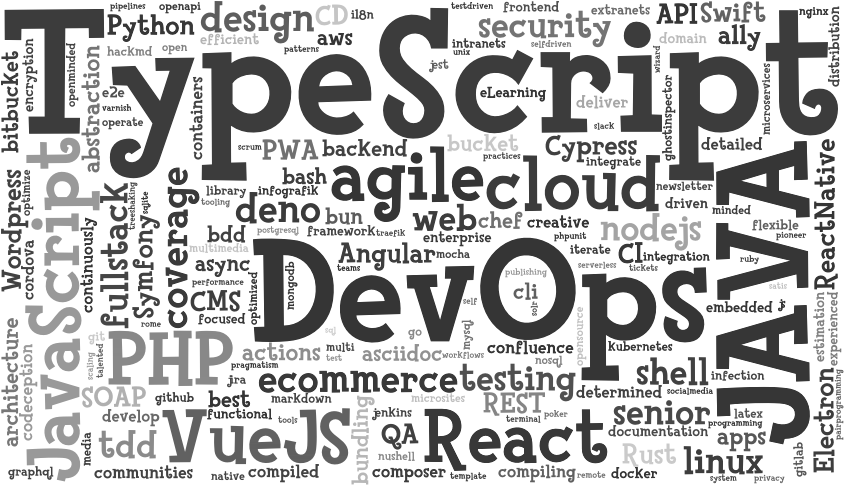 pipelines
openapi
Python
design
CD
i18n
testdriven
frontend
extranets
API
Swift
nginx
hackmd
open
efficient
patterns
aws
jest
security
intranets
unix
selfdriven
domain
ally
distribution
bitbucket
encryption
openminded
TypeScript
e2e
varnish
operate
abstraction
containers
eLearning
deliver
slack
wizard
ghostinspector
microservices
scrum
PWA
backend
bucket
practices
Cypress
integrate
detailed
Wordpress
optimize
cordova
JavaScript
continuously
fullstack
treeshaking
sqlite
Symfony
coverage
library
tooling
infografik
bash
agile
cloud
newsletter
driven
minded
deno
bun
web
chef
creative
nodejs
flexible
pioneer
JAVA
ReactNative
bdd
postgresql
framework
traefik
enterprise
phpunit
multimedia
async
performance
CMS
focused
optimized
mongodb
Angular
teams
mocha
iterate
serverless
CI
integration
tickets
ruby
satis
publishing
cli
solr
self
DevOps
embedded
js
rome
architecture
codeception
git
scaling
talented
PHP
sql
multi
test
actions
pragmatism
go
asciidoc
workflows
mysql
confluence
nosql
opensource
kubernetes
estimation
experienced
jira
ecommerce
testing
shell
infection
socialmedia
SOAP
github
best
markdown
microsites
REST
determined
Electron
pairprogramming
develop
functional
tools
bundling
jenkins
terminal
poker
senior
latex
programming
media
tdd
VueJS
QA
React
documentation
apps
nushell
Rust
linux
gitlab
graphql
communities
native
compiled
composer
template
compiling
remote
docker
system
privacy